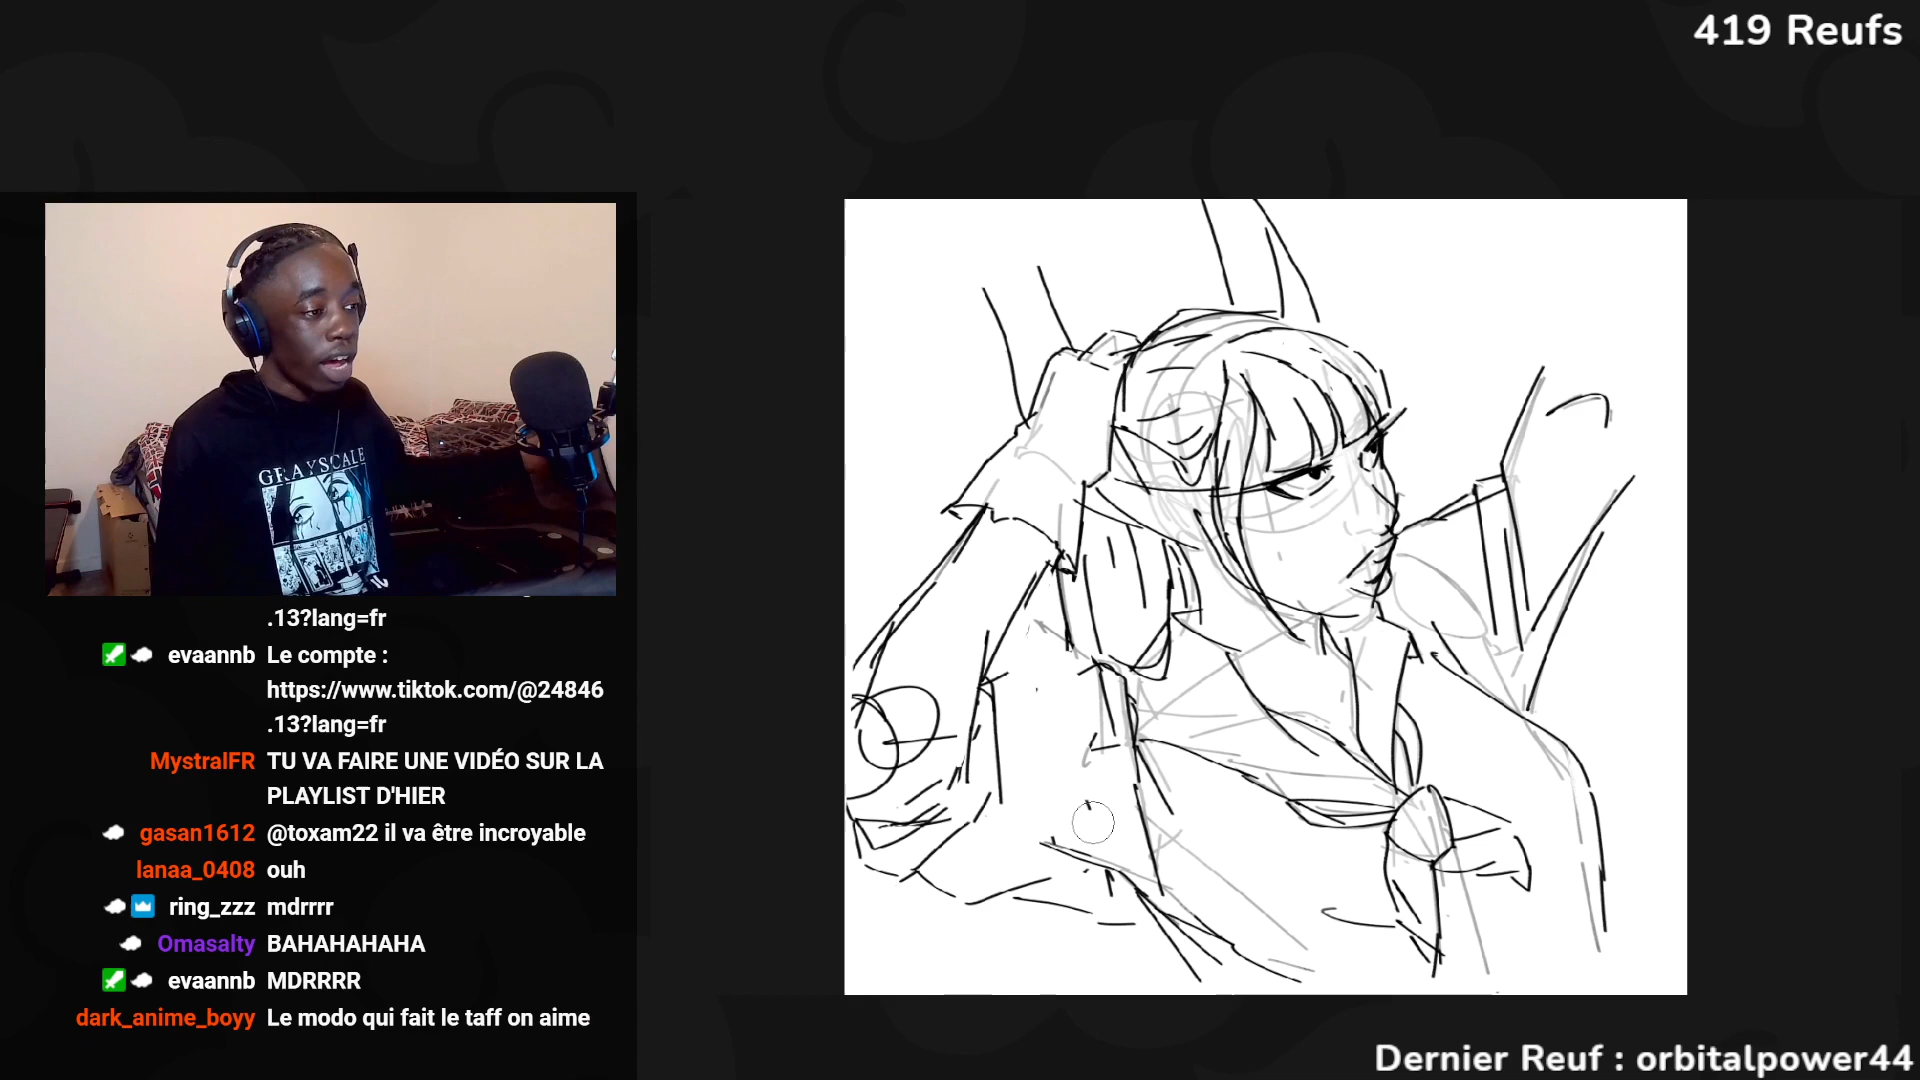 419 Reufs
GRAYSCALE
.13?lang=fr
evaannb Le compte :
https://www.tiktok.com/@24846
.13?lang=fr
MystralFR TU VA FAIRE UNE VIDÉO SUR LA
PLAYLIST D'HIER
gasan1612 @toxam22 il va être incroyable
lanaa_0408 ouh
ring_zzz mdrrrr
Omasalty BAHAHAHAHA
evaannb MDRRRR
dark_anime_boyy Le modo qui fait le taff on aime
Dernier Reuf : orbitalpower44